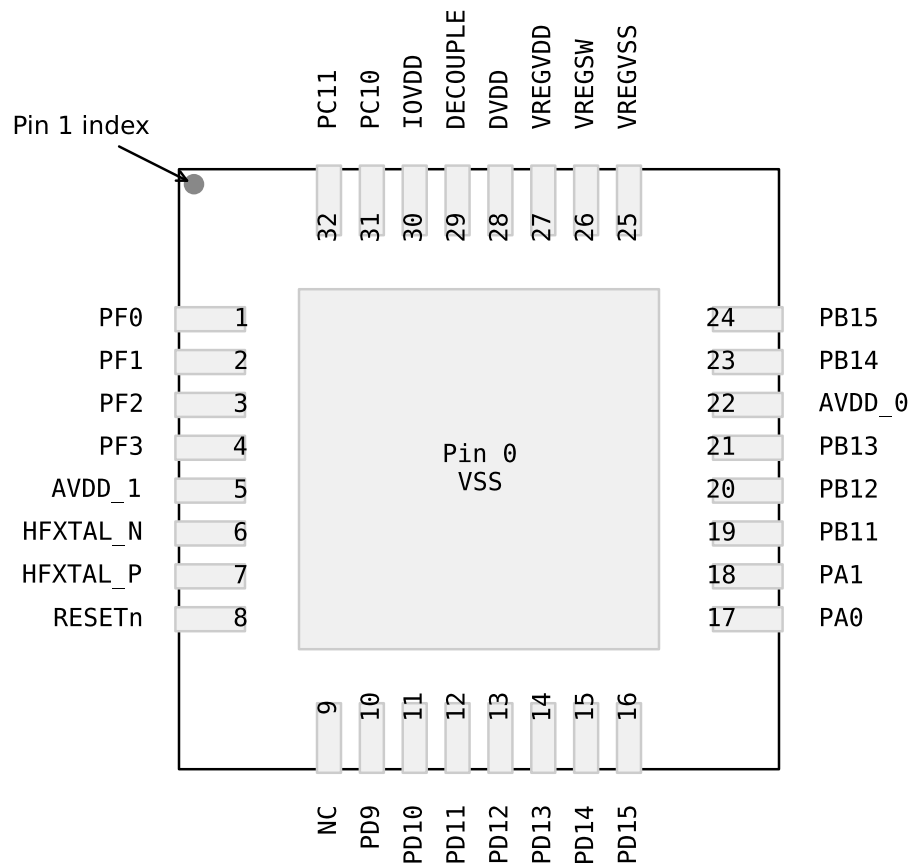 PC11 PC10 IOVDD DECOUPLE DVDD VREGVDD VREGSW VREGVSS
Pin 1 index
32 31 30 29 28 27 26 25
PF0 1 24 PB15
PF1 2 23 PB14
PF2 3 22 AVDD_0
PF3 4 21 PB13
Pin 0
VSS
AVDD_1 5 20 PB12
HFXTAL_N 6 19 PB11
HFXTAL_P 7 18 PA1
RESETn 8 17 PA0
9 10 11 12 13 14 15 16
NC PD9 PD10 PD11 PD12 PD13 PD14 PD15